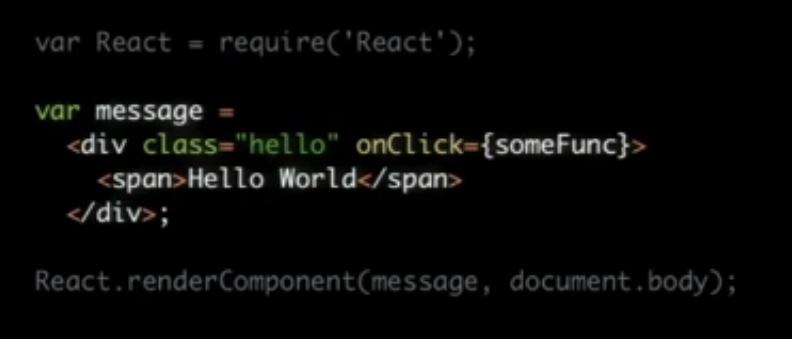 var React = require('React');
var message =
<div class="hello" onClick={someFunc}>
<span>Hello World</span>
</div>;
React.renderComponent(message, document.body);